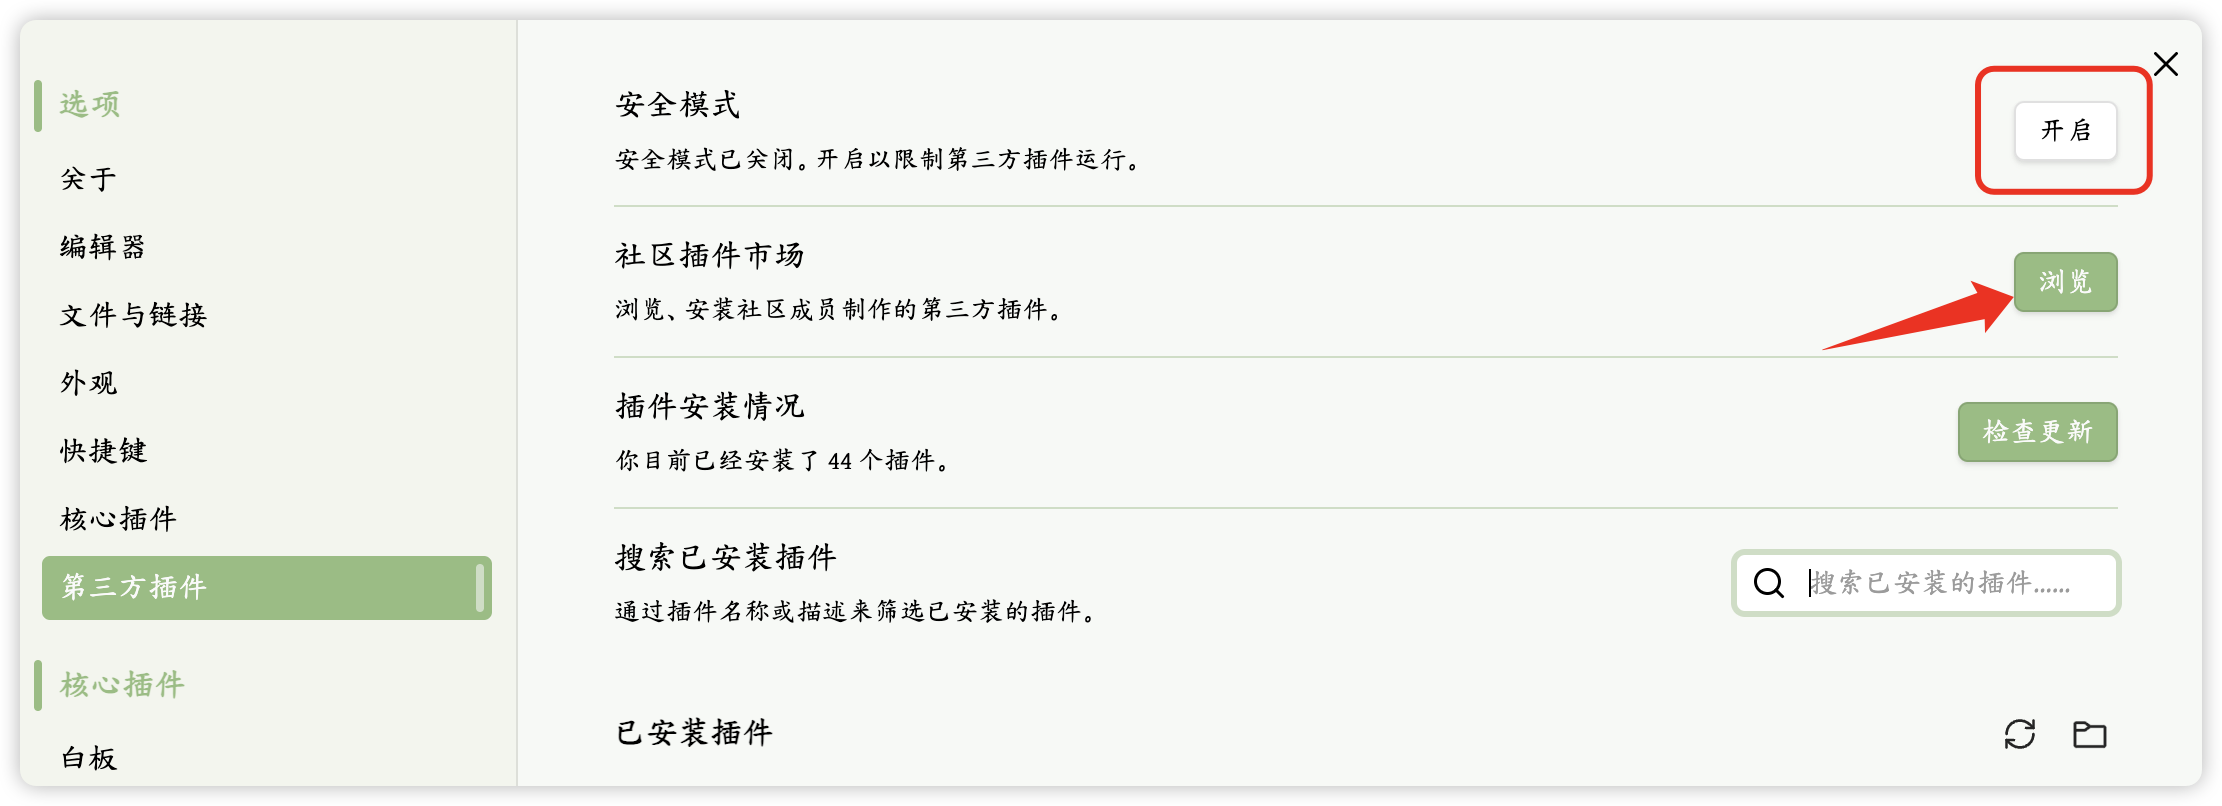 选项
关于
编辑器
文件与链接
外观
快捷键
核心插件
第三方插件
核心插件
白板
安全模式
安全模式已关闭。开启以限制第三方插件运行。
开启
社区插件市场
浏览、安装社区成员制作的第三方插件。
浏览
插件安装情况
你目前已经安装了 44 个插件。
检查更新
搜索已安装插件
通过插件名称或描述来筛选已安装的插件。
搜索已安装的插件......
已安装插件